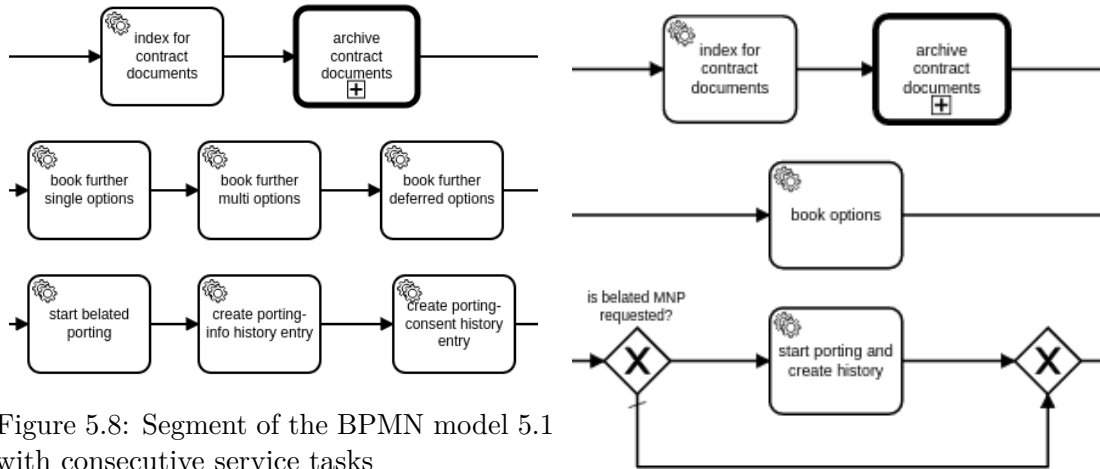 index for
contract
documents
archive
contract
documents
book further
single options
book further
multi options
book further
deferred options
start belated
porting
create porting-
info history entry
create porting-
consent history
entry
Figure 5.8: Segment of the BPMN model 5.1
with consecutive service tasks
index for
contract
documents
archive
contract
documents
book options
is belated MNP
requested?
start porting and
create history